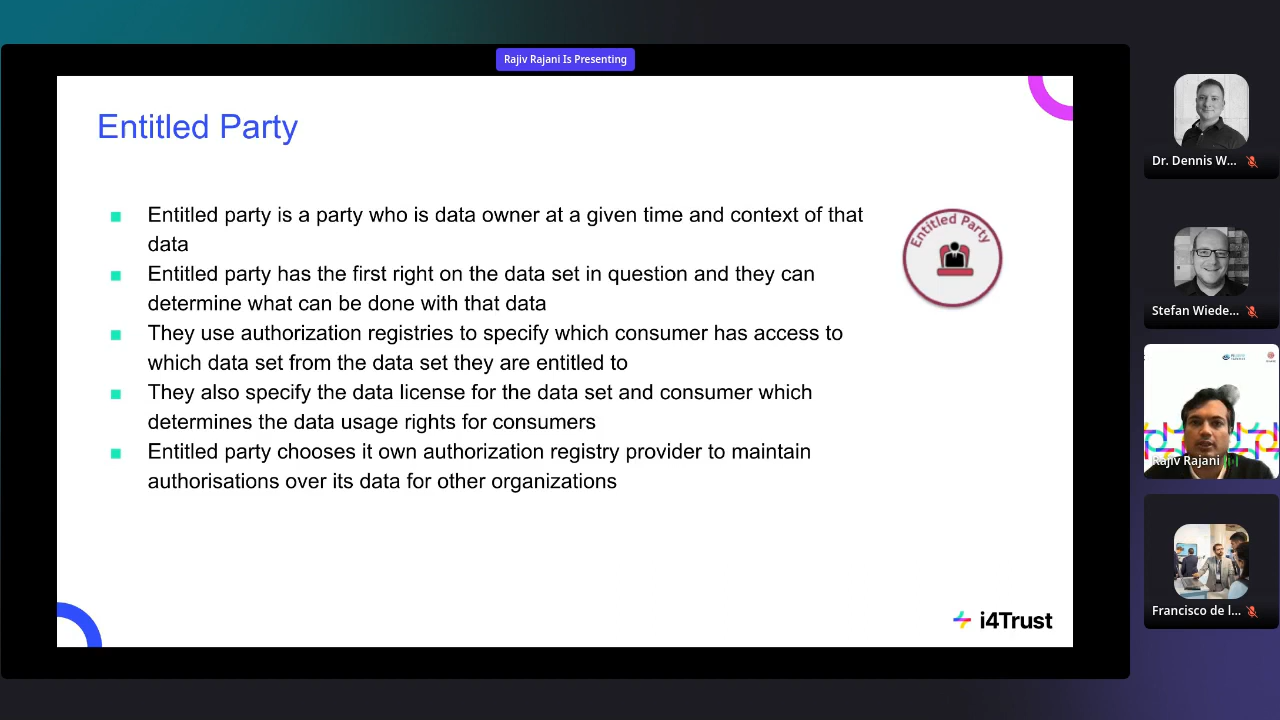 Rajiv Rajani Is Presenting
Entitled Party
Entitled party is a party who is data owner at a given time and context of that
data
Entitled party has the first right on the data set in question and they can
determine what can be done with that data
They use authorization registries to specify which consumer has access to
which data set from the data set they are entitled to
They also specify the data license for the data set and consumer which
determines the data usage rights for consumers
Entitled party chooses it own authorization registry provider to maintain
authorisations over its data for other organizations
Entitled Party
i4Trust
Dr. Dennis W...
Stefan Wiede...
Rajiv Rajani
Francisco de l...